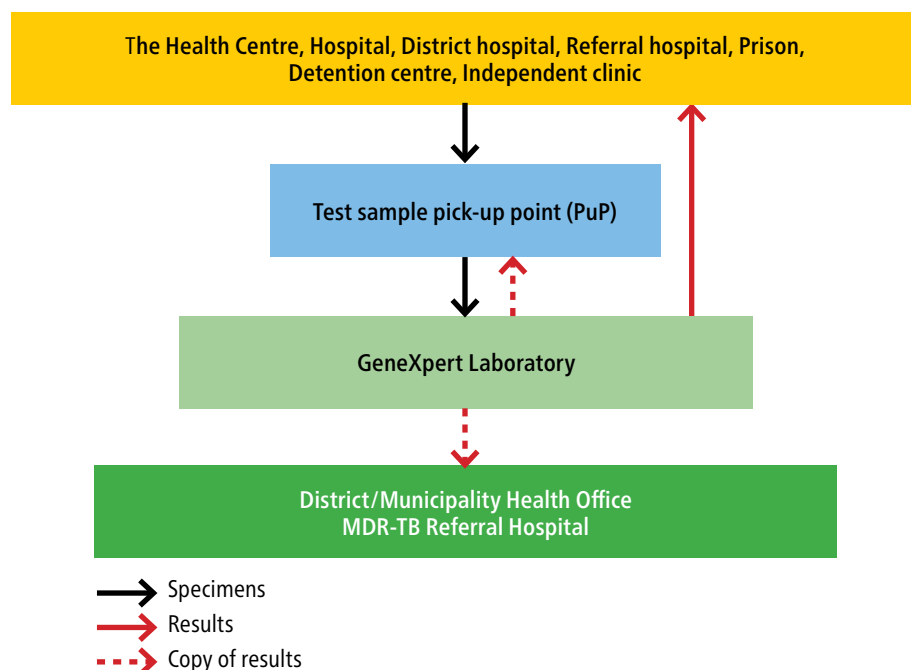 The Health Centre, Hospital, District hospital, Referral hospital, Prison,
Detention centre, Independent clinic
Test sample pick-up point (PuP)
GeneXpert Laboratory
District/Municipality Health Office
MDR-TB Referral Hospital
Specimens
Results
Copy of results